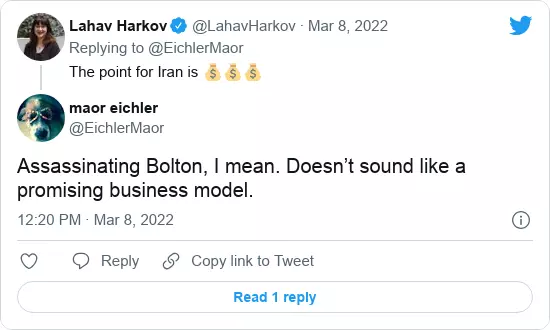 Lahav Harkov @LahavHarkov · Mar 8, 2022
Replying to @EichlerMaor
The point for Iran is 💰💰💰
maor eichler
@EichlerMaor
Assassinating Bolton, I mean. Doesn’t sound like a
promising business model.
12:20 PM · Mar 8, 2022
Reply Copy link to Tweet
Read 1 reply